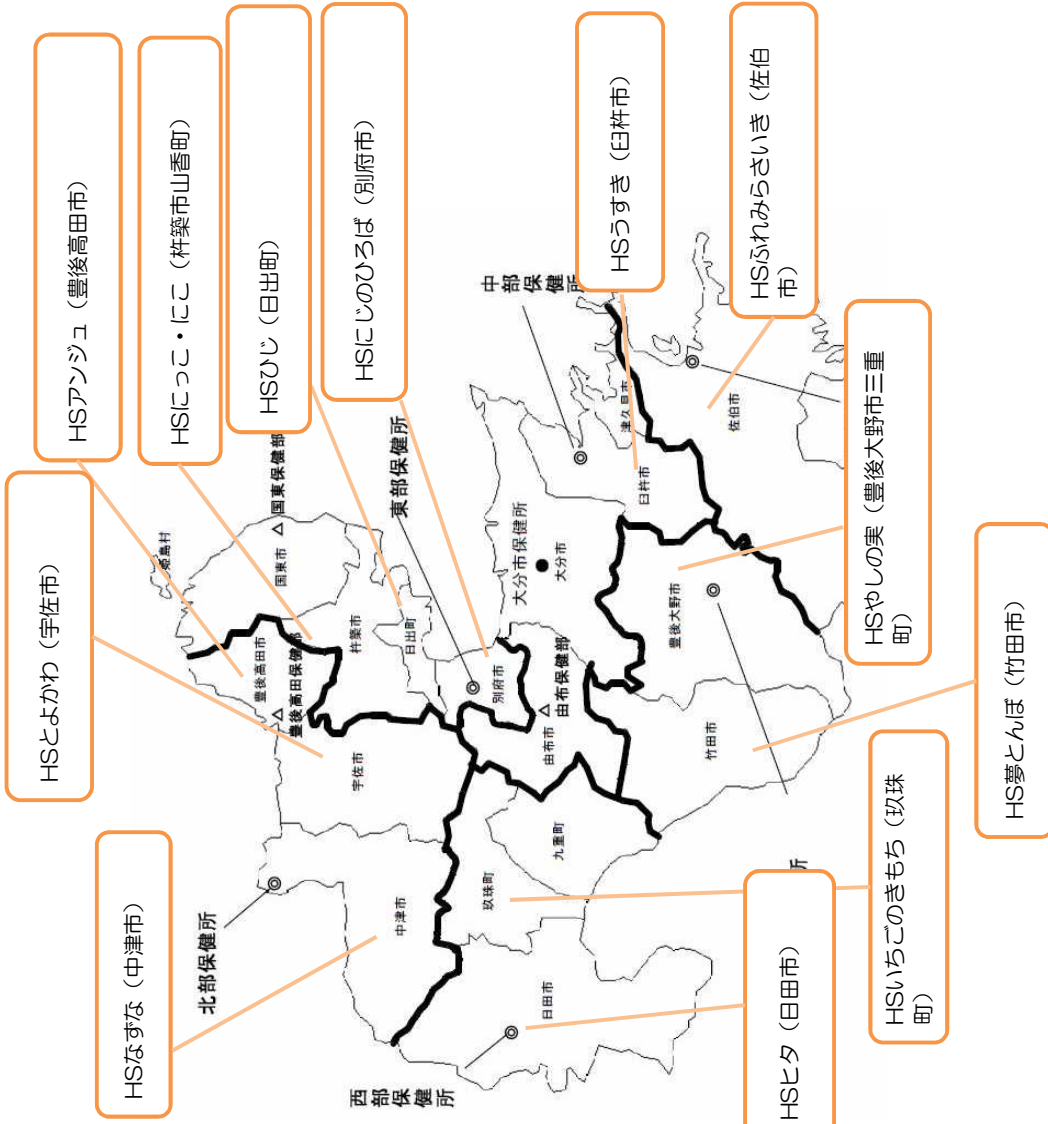 HSアンジュ（豊後高田市）
HSにっこ・にこ（杵築市山香町）
HSひじ（日出町）
HSにじのひろば（別府市）
HSうすき（臼杵市）
HSふれみらさいき（佐伯
市）
HSやしの実（豊後大野市三重
町）
HS夢とんぼ（竹田市）
HSいちごのきもち（玖珠
町）
HSヒタ（日田市）
HSなずな（中津市）
HSとよかわ（宇佐市）
姫島村
国東保健部
国東市
豊後高田市
豊後高田保健部
杵築市
日出町
東部保健所
別府市
宇佐市
北部保健所
中津市
中部保健所
大分市保健所
大分市
由布保健部
由布市
津久見市
臼杵市
佐伯市
豊後大野市
竹田市
九重町
玖珠町
日田市
西部保健所
所